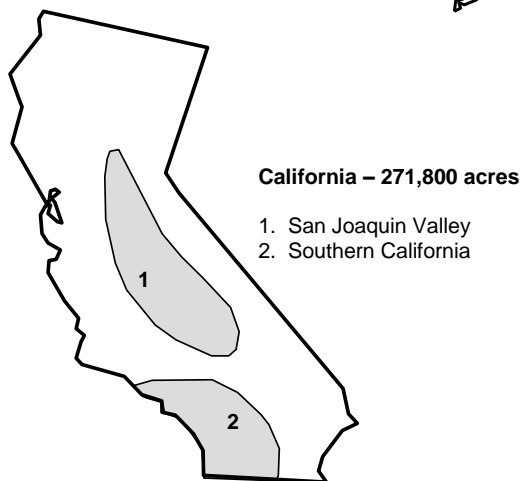 California – 271,800 acres
1. San Joaquin Valley
2. Southern California
1
2